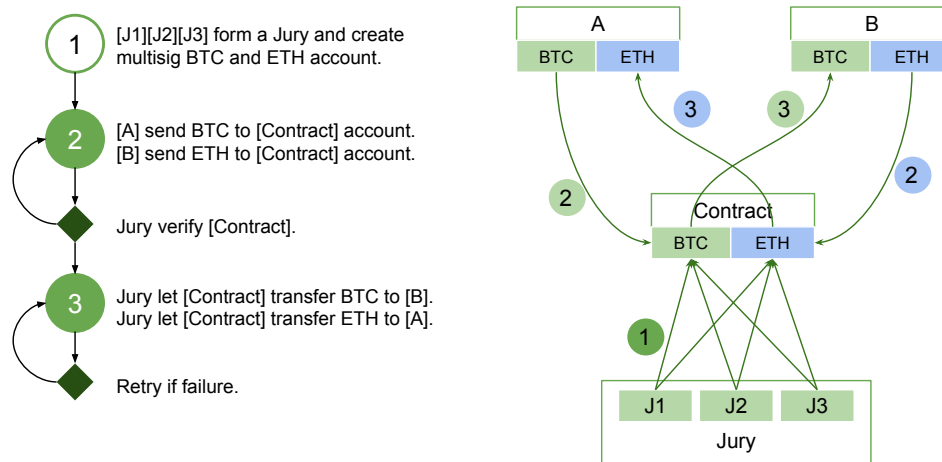 1
[J1][J2][J3] form a Jury and create
multisig BTC and ETH account.
2
[A] send BTC to [Contract] account.
[B] send ETH to [Contract] account.
Jury verify [Contract].
3
Jury let [Contract] transfer BTC to [B].
Jury let [Contract] transfer ETH to [A].
Retry if failure.
A
BTC ETH
B
BTC ETH
3
3
2
2
Contract
BTC ETH
1
J1 J2 J3
Jury